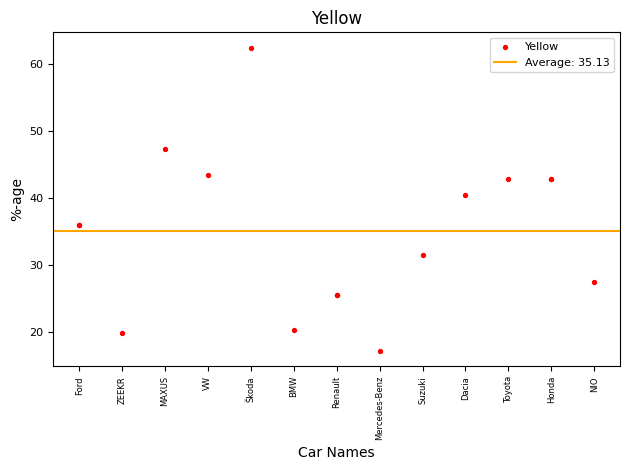 Yellow
Yellow
Average: 35.13
%-age
60
50
40
30
20
Ford
ZEEKR
MAXUS
VW
Škoda
BMW
Renault
Mercedes-Benz
Suzuki
Dacia
Toyota
Honda
NIO
Car Names